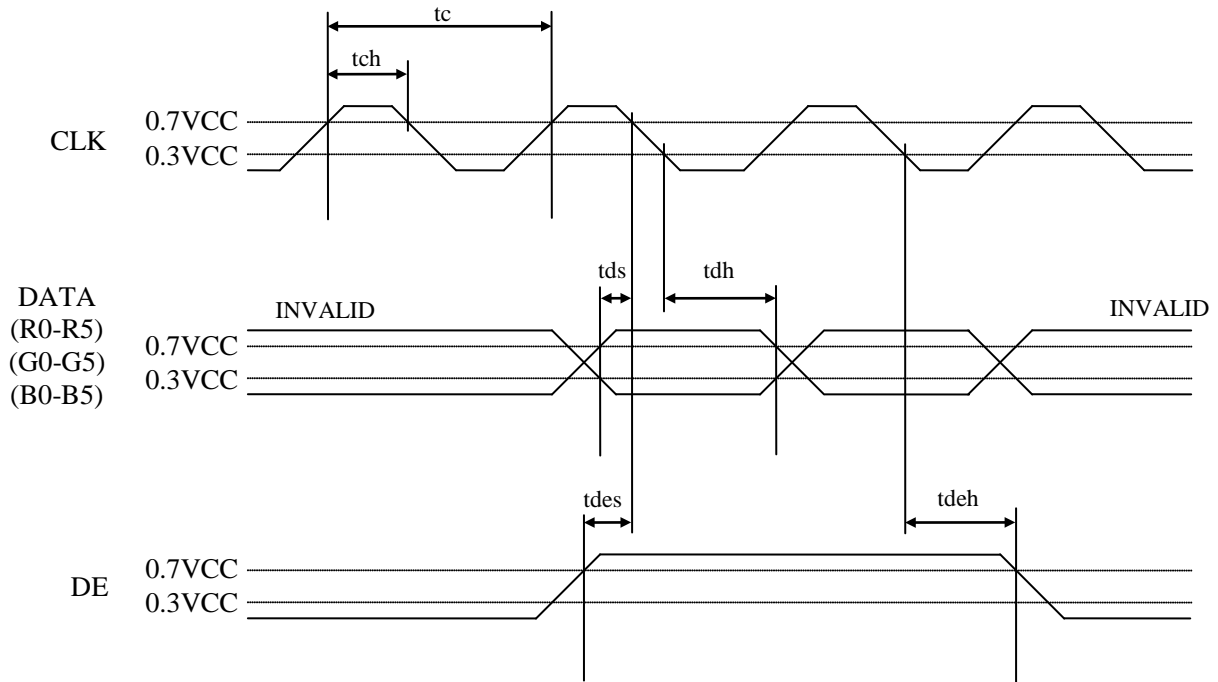 tc
tch
CLK
0.7VCC
0.3VCC
tds
tdh
DATA
(R0-R5)
(G0-G5)
(B0-B5)
INVALID
INVALID
0.7VCC
0.3VCC
tdes
tdeh
DE
0.7VCC
0.3VCC